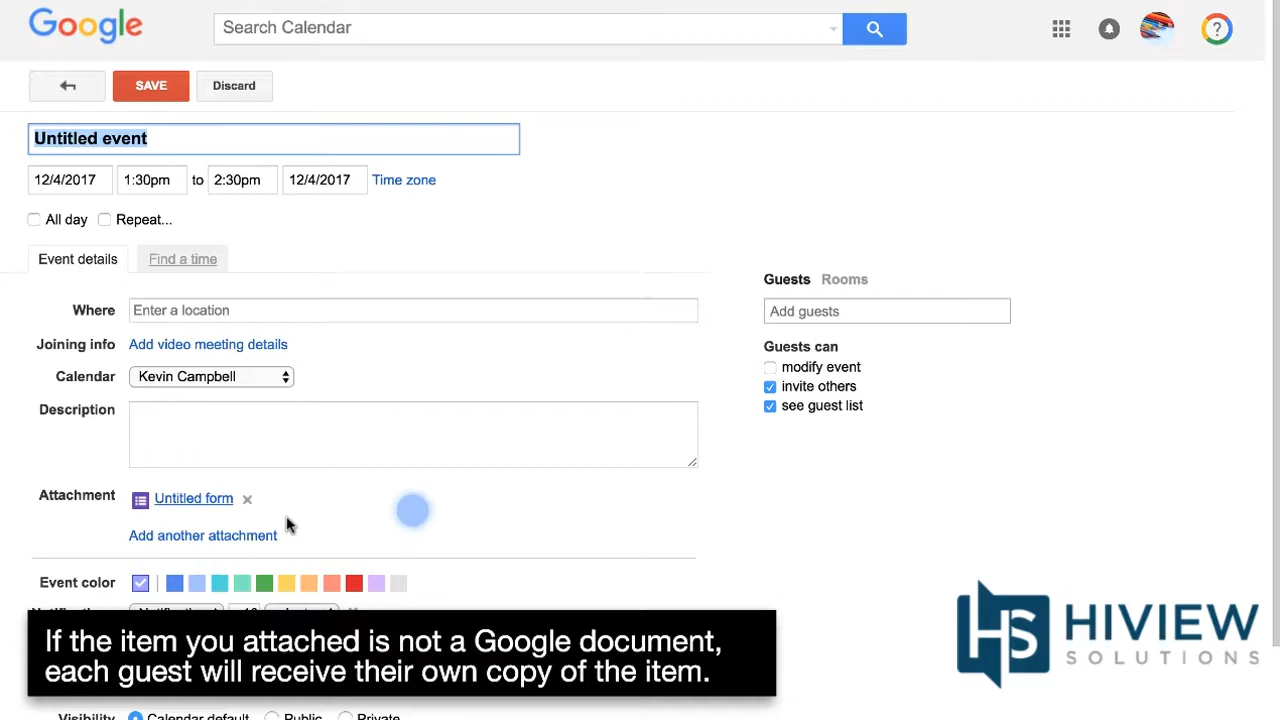 Google
Search Calendar
?
SAVE
Discard
Untitled event
12/4/2017
1:30pm
to
2:30pm
12/4/2017
Time zone
All day
Repeat...
Event details
Find a time
Guests
Rooms
Where
Enter a location
Add guests
Joining info
Add video meeting details
Guests can
Calendar
Kevin Campbell
modify event
invite others
Description
see guest list
Attachment
Untitled form
Add another attachment
Event color
If the item you attached is not a Google document,
each guest will receive their own copy of the item.
HS
HIVIEW
SOLUTIONS
Visibility
Calendar default
Public
Private